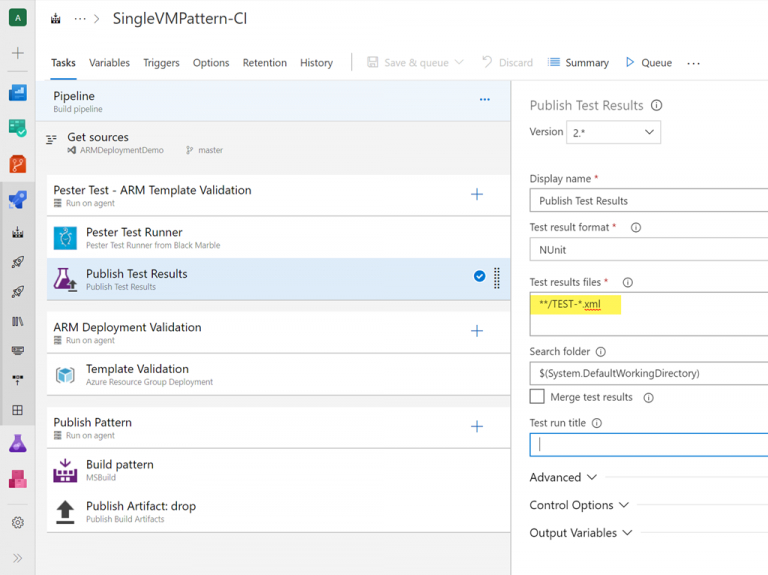 A
··· > SingleVMPattern-CI
Tasks Variables Triggers Options Retention History Save & queue Discard Summary Queue ···
Pipeline
Build pipeline
···
Get sources
ARMDeploymentDemo master
Pester Test - ARM Template Validation
Run on agent
Pester Test Runner
Pester Test Runner from Black Marble
Publish Test Results
Publish Test Results
ARM Deployment Validation
Run on agent
Template Validation
Azure Resource Group Deployment
Publish Pattern
Run on agent
Build pattern
MSBuild
Publish Artifact: drop
Publish Build Artifacts
Publish Test Results
Version 2.*
Display name *
Publish Test Results
Test result format *
NUnit
Test results files *
**/TEST-*.xml
Search folder
$(System.DefaultWorkingDirectory)
Merge test results
Test run title
Advanced
Control Options
Output Variables